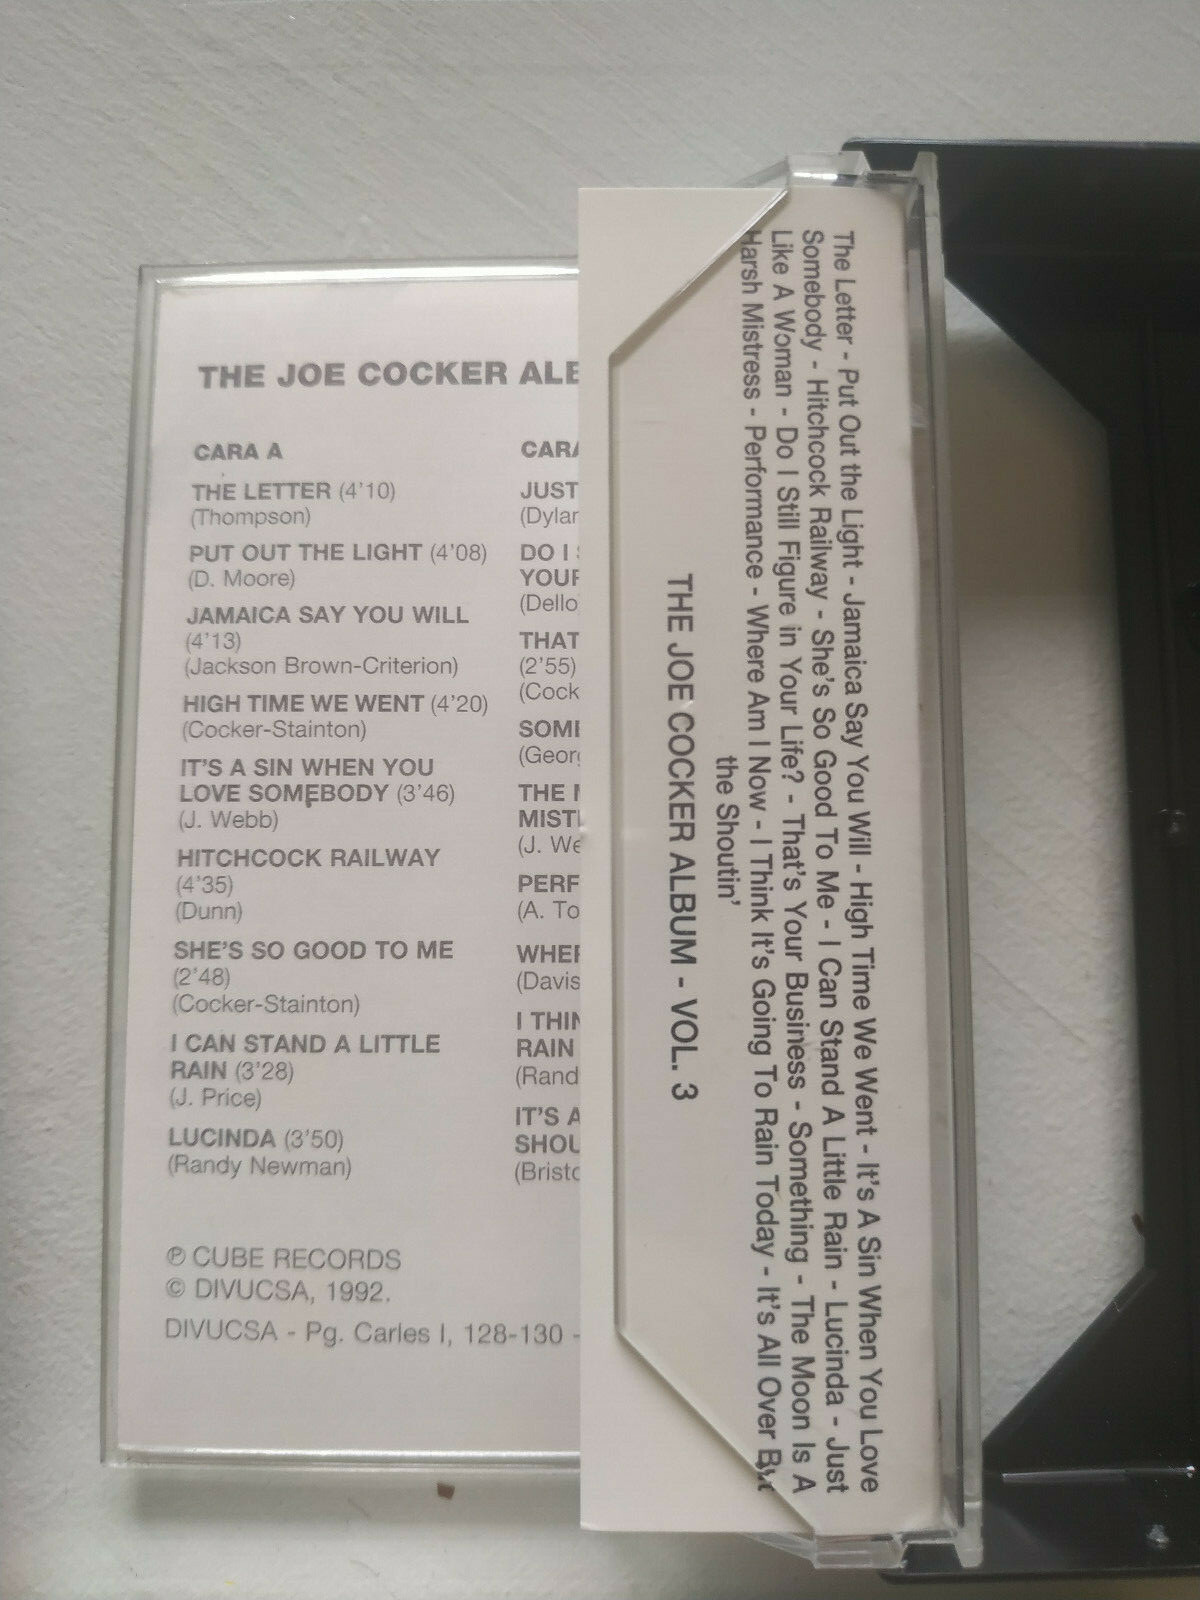 THE JOE COCKER
CARA A
THE LETTER (4'10)
(Thompson)
PUT OUT THE LIGHT (4'08)
(D. Moore)
JAMAICA SAY YOU WILL
(4'13)
(Jackson Brown-Criterion)
HIGH TIME WE WENT (4'20)
(Cocker-Stainton)
IT'S A SIN WHEN YOU
LOVE SOMEBODY (3'46)
(J. Webb)
HITCHCOCK RAILWAY
(4'35)
(Dunn)
SHE'S SO GOOD TO ME
(2'48)
(Cocker-Stainton)
I CAN STAND A LITTLE
RAIN (3'28)
(J. Price)
LUCINDA (3'50)
(Randy Newman)
JUST
DO I
THAT
(2'55)
THE
RAIN
IT'S A
℗ CUBE RECORDS
© DIVUCSA, 1992.
DIVUCSA - Pg. Carles I, 128-130 -
The Letter - Put Out the Light - Jamaica Say You Will - High Time We Went - It's A Sin When You Love
Somebody - Hitchcock Railway - She's So Good To Me - I Can Stand A Little Rain - Lucinda - Just
Like A Woman - Do I Still Figure in Your Life? - That's Your Business - Something - The Moon Is A
Harsh Mistress - Performance - Where Am I Now - I Think It's Going To Rain Today - It's All Over But
the Shoutin'
THE JOE COCKER ALBUM - VOL. 3